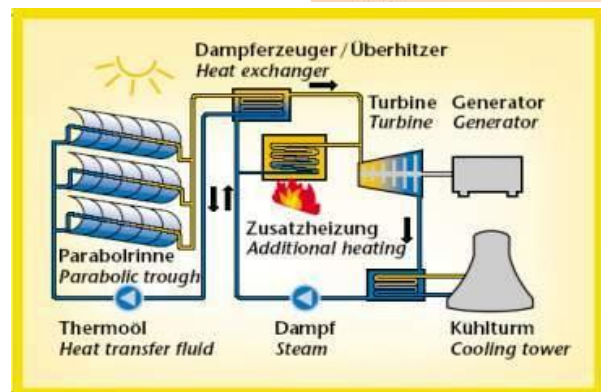 Dampferzeuger / Überhitzer
Heat exchanger
Turbine
Turbine
Generator
Generator
Zusatzheizung
Additional heating
Parabolrinne
Parabolic trough
Thermoöl
Heat transfer fluid
Dampf
Steam
Kühlturm
Cooling tower